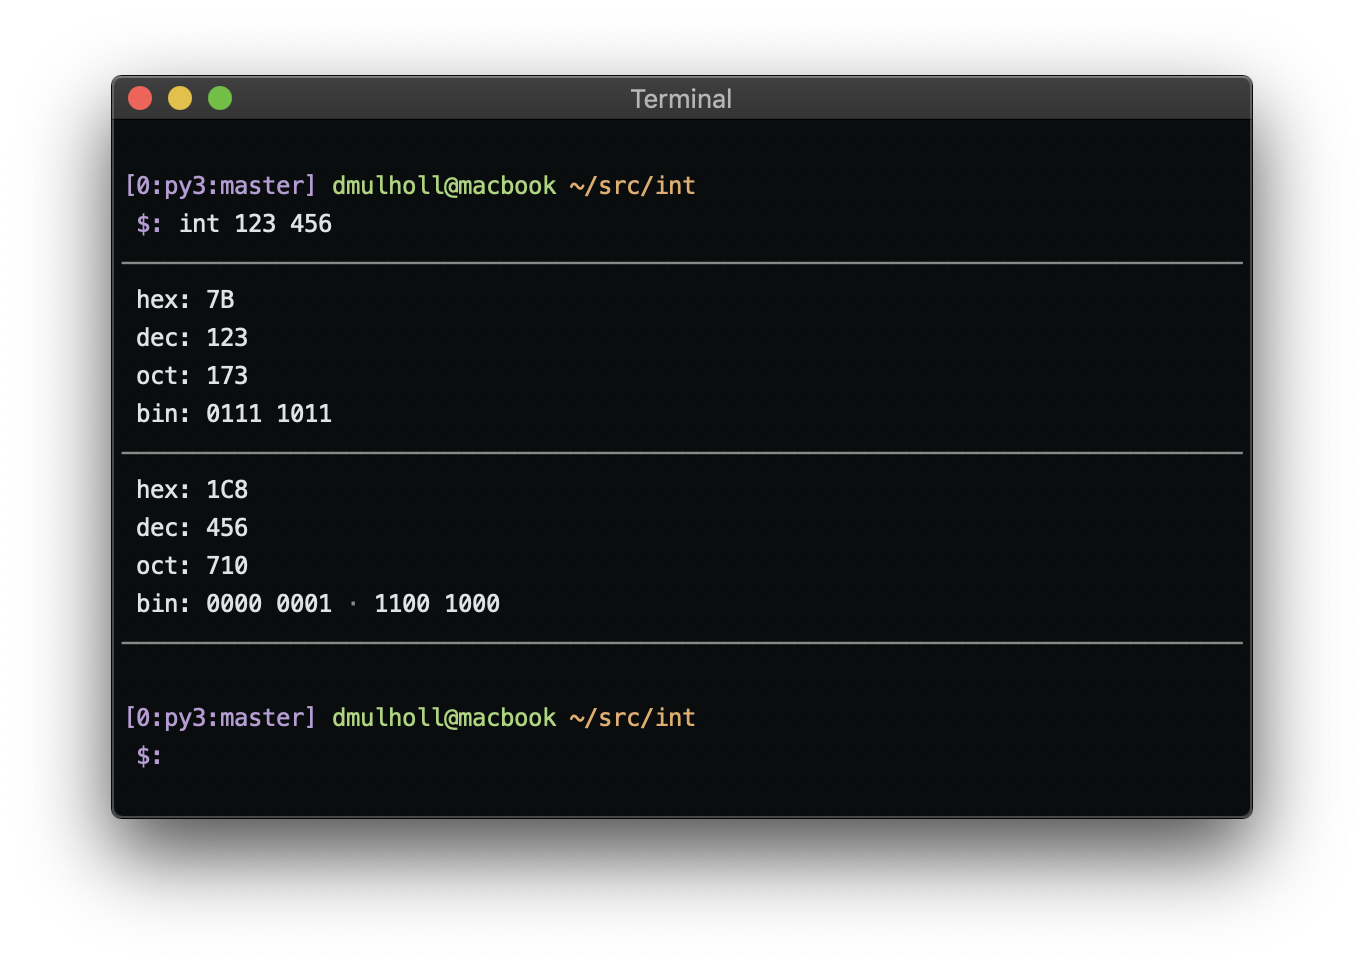 Terminal
[0:py3:master] dmulholl@macbook ~/src/int
$: int 123 456
hex: 7B
dec: 123
oct: 173
bin: 0111 1011
hex: 1C8
dec: 456
oct: 710
bin: 0000 0001 · 1100 1000
[0:py3:master] dmulholl@macbook ~/src/int
$: